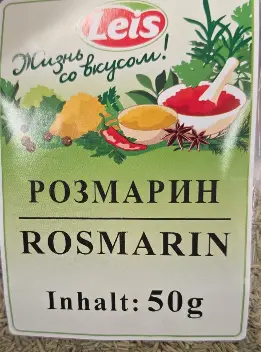 Leis
Жизнь
со вкусом!
РОЗМАРИН
ROSMARIN
Inhalt: 50g